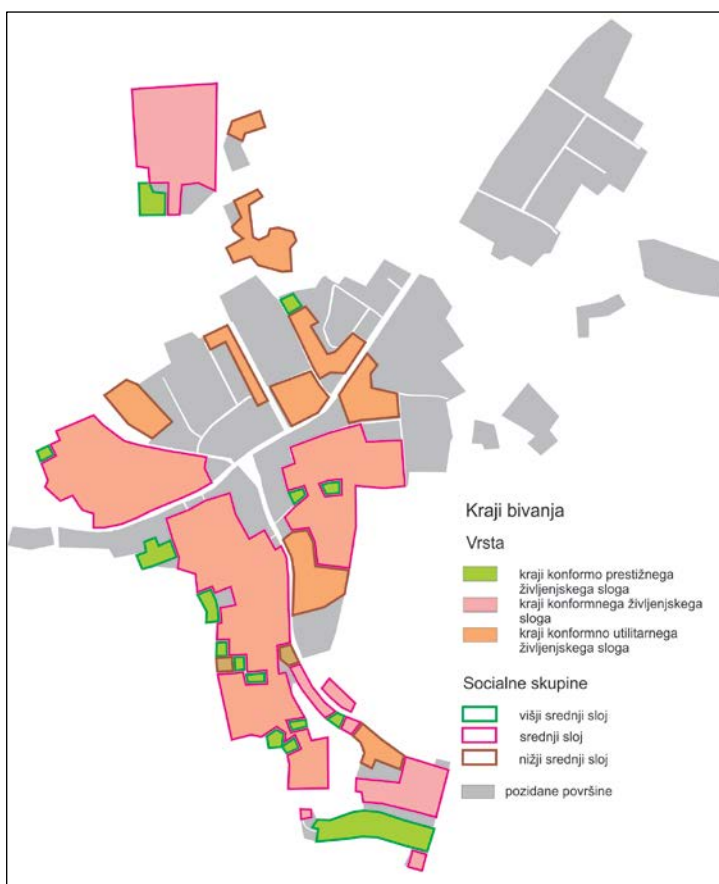 Kraji bivanja
Vrsta
kraji konformo prestižnega
življenjskega sloga
kraji konformnega življenjskega
sloga
kraji konformno utilitarnega
življenjskega sloga
Socialne skupine
višji srednji sloj
srednji sloj
nižji srednji sloj
pozidane površine